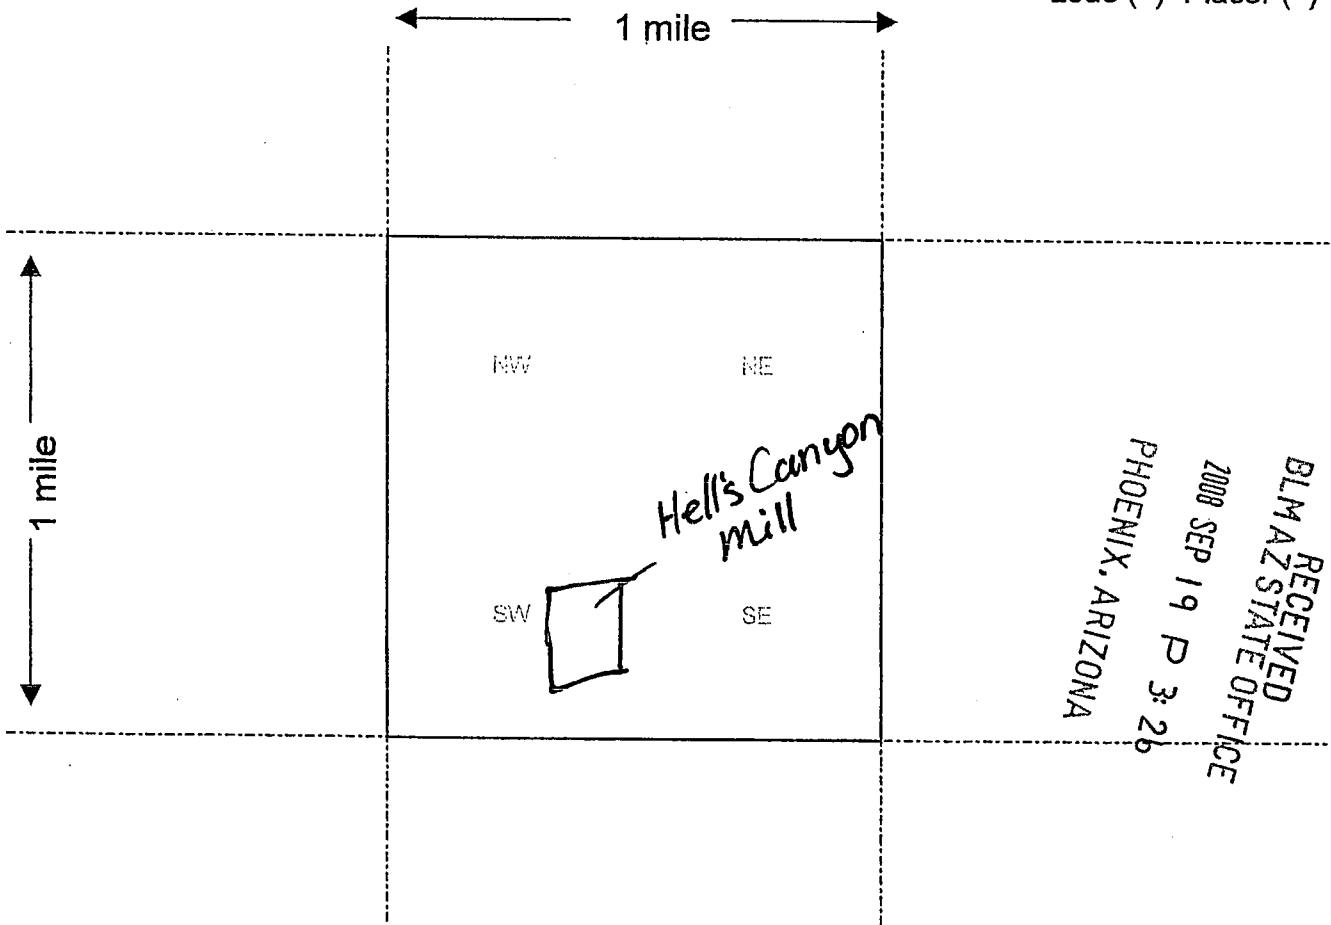 1 mile
1 mile
NW
NE
Hell's Canyon
Mill
SW
SE
RECEIVED
BLM AZ STATE OFFICE
2008 SEP 19 P 3:26
PHOENIX, ARIZONA